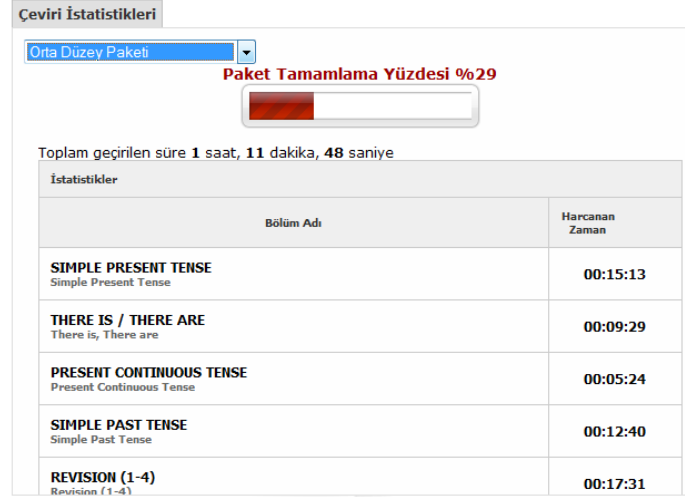 Çeviri İstatistikleri
Orta Düzey Paketi
Paket Tamamlama Yüzdesi %29
Toplam geçirilen süre 1 saat, 11 dakika, 48 saniye
İstatistikler
Bölüm Adı
Harcanan
Zaman
SIMPLE PRESENT TENSE
Simple Present Tense
00:15:13
THERE IS / THERE ARE
There is, There are
00:09:29
PRESENT CONTINUOUS TENSE
Present Continuous Tense
00:05:24
SIMPLE PAST TENSE
Simple Past Tense
00:12:40
REVISION (1-4)
Revision (1-4)
00:17:31